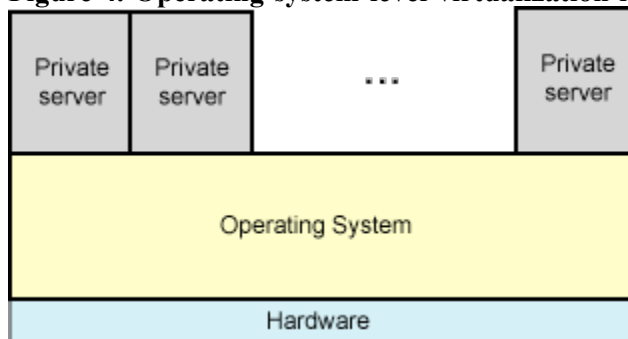 Figure 4. Operating system-level virtualization
Private
server
Private
server
...
Private
server
Operating System
Hardware